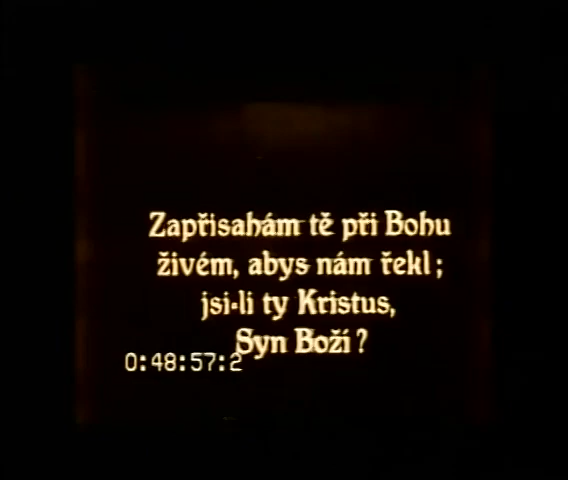 Zapřisahám tě při Bohu
živém, abys nám řekl;
jsi-li ty Kristus,
Syn Boží?
0:48:57:2